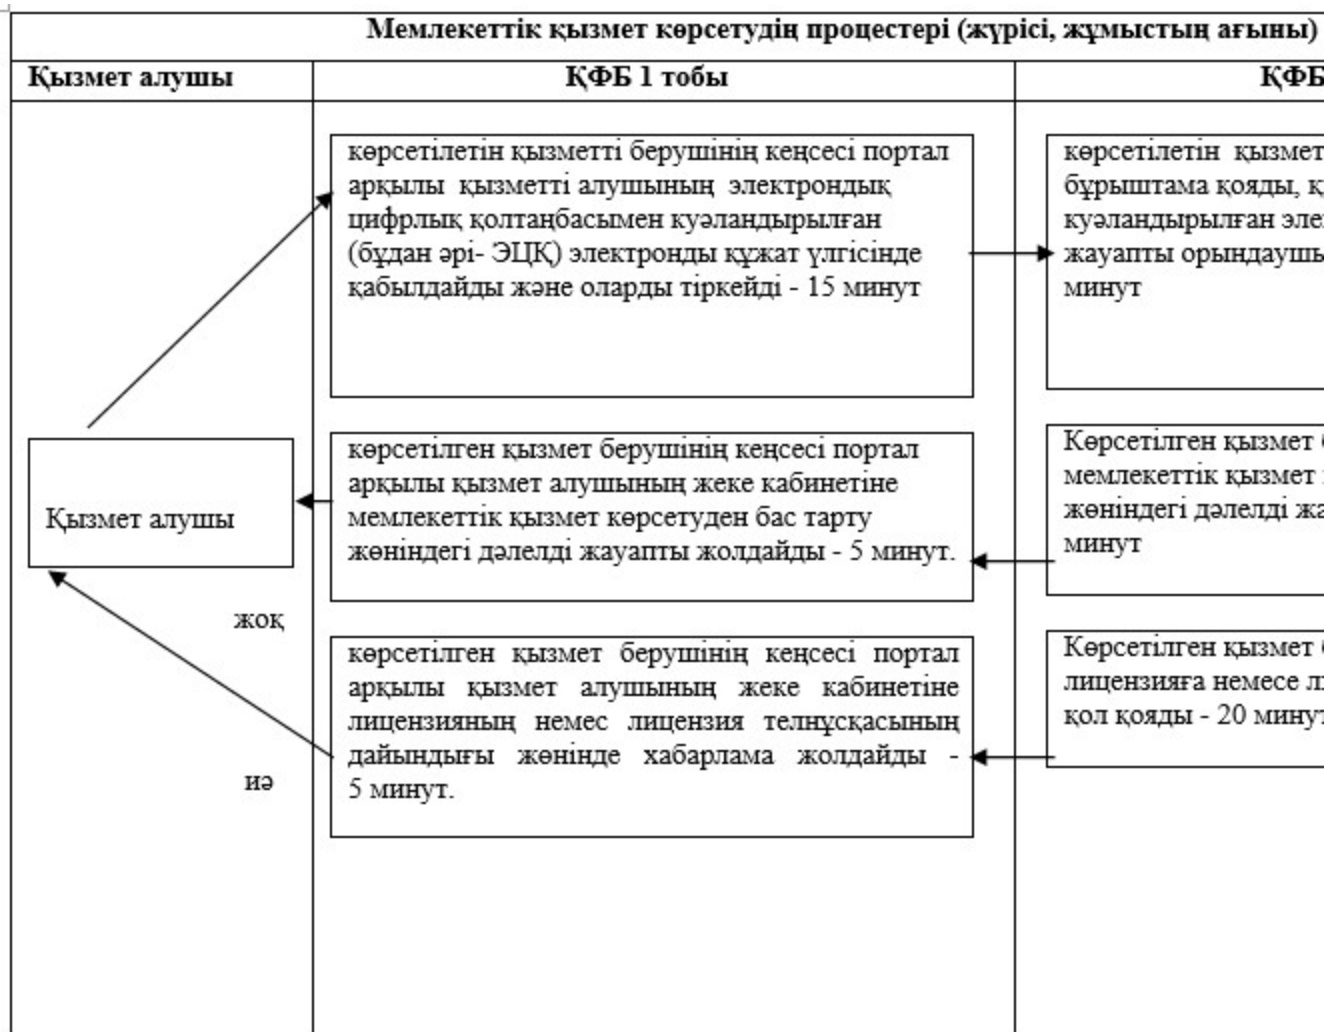 Мемлекеттік қызмет көрсетудің процестері (жүрісі, жұмыстың ағыны)
Қызмет алушы
ҚФБ 1 тобы
ҚФБ
көрсетілетін қызметті берушінің кеңсесі портал
арқылы қызметті алушының электрондық
цифрлық қолтаңбасымен куәландырылған
(бұдан әрі- ЭЦҚ) электронды құжат үлгісінде
қабылдайды және оларды тіркейді - 15 минут
көрсетілетін қызмет
бұрыштама қояды,
куәландырылған
жауапты
минут
Қызмет алушы
көрсетілген қызмет берушінің кеңсесі портал
арқылы қызмет алушының жеке кабинетіне
мемлекеттік қызмет көрсетуден бас тарту
жөніндегі дәлелді жауапты жолдайды - 5 минут.
Көрсетілген қызмет
мемлекеттік қызмет
жөніндегі дәлелді
минут
жоқ
көрсетілген қызмет берушінің кеңсесі портал
арқылы қызмет алушының жеке кабинетіне
лицензияның немес лицензия телнұсқасының
дайындығы жөнінде хабарлама жолдайды -
5 минут.
иә
Көрсетілген қызмет
лицензияға немесе
қол қояды - 20 минут